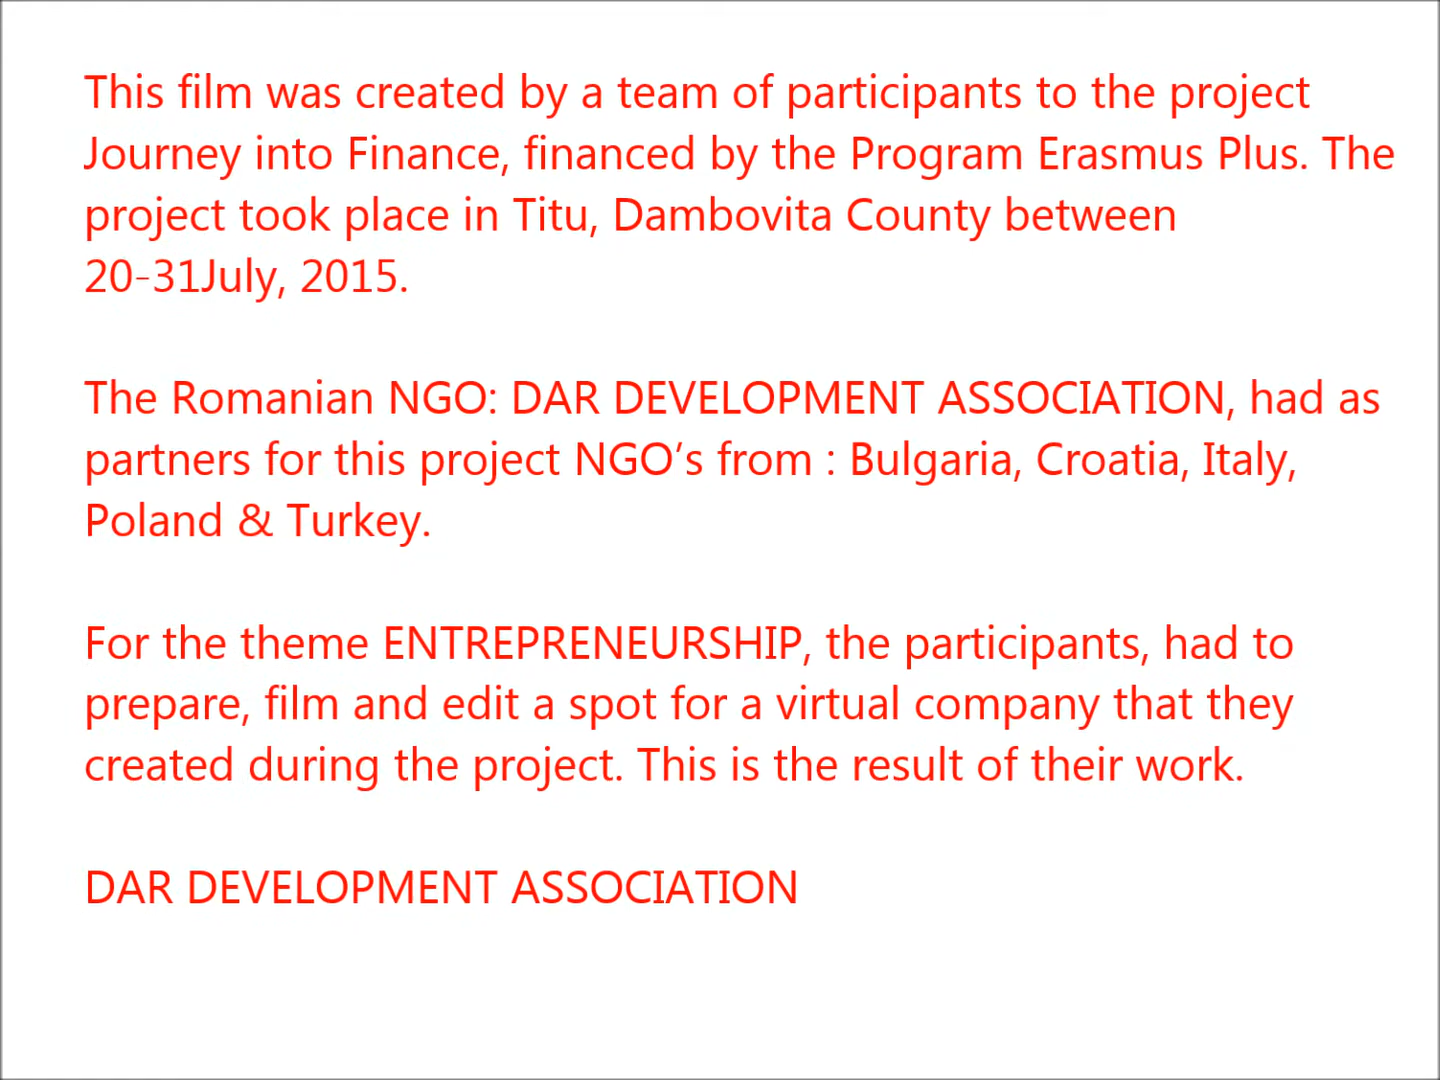 This film was created by a team of participants to the project
Journey into Finance, financed by the Program Erasmus Plus. The
project took place in Titu, Dambovita County between
20-31July, 2015.
The Romanian NGO: DAR DEVELOPMENT ASSOCIATION, had as
partners for this project NGO’s from : Bulgaria, Croatia, Italy,
Poland & Turkey.
For the theme ENTREPRENEURSHIP, the participants, had to
prepare, film and edit a spot for a virtual company that they
created during the project. This is the result of their work.
DAR DEVELOPMENT ASSOCIATION